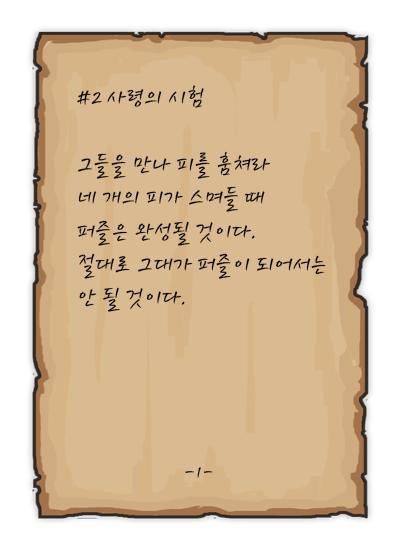 #2 사령의 시험
그들을 만나 피를 훔쳐라
네 개의 피가 스며들 때
퍼즐은 완성될 것이다.
절대로 그대가 퍼즐이 되어서는
안 될 것이다.
-1-